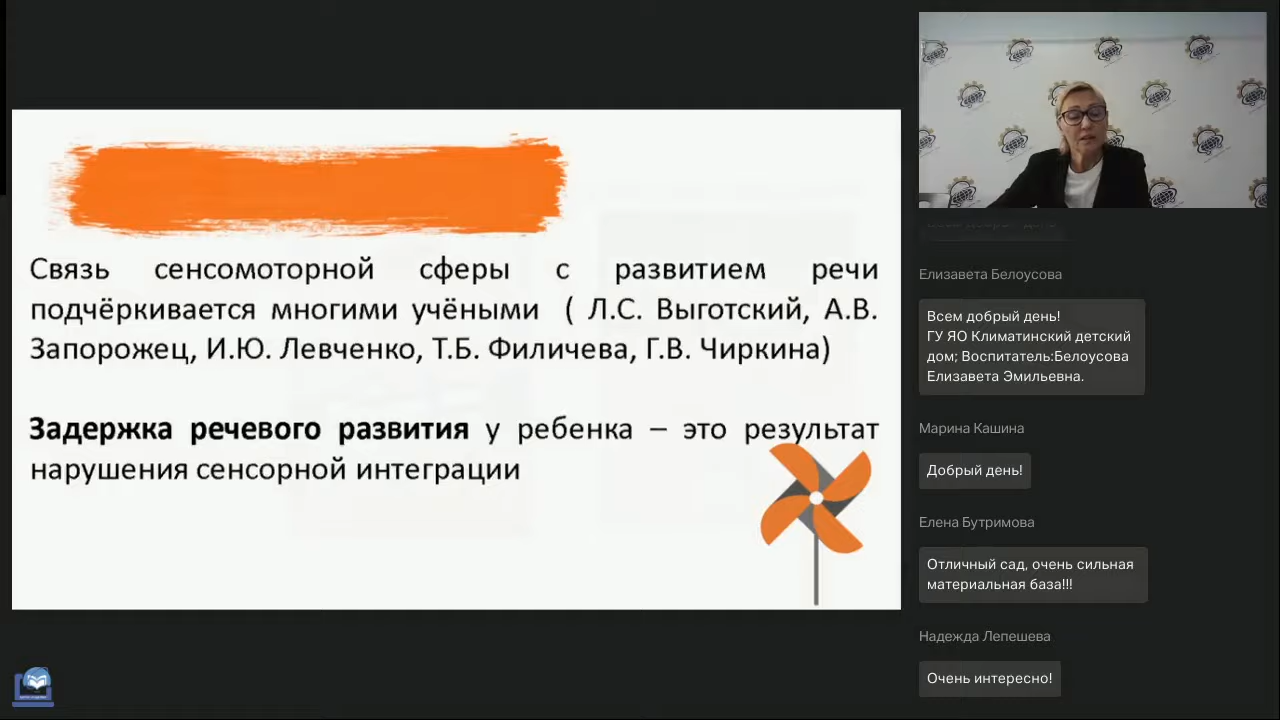 Связь сенсомоторной сферы с развитием речи
подчёркивается многими учёными ( Л.С. Выготский, А.В.
Запорожец, И.Ю. Левченко, Т.Б. Филичева, Г.В. Чиркина)
Задержка речевого развития у ребенка – это результат
нарушения сенсорной интеграции
Елизавета Белоусова
Всем добрый день!
ГУ ЯО Климатинский детский
дом; Воспитатель:Белоусова
Елизавета Эмильевна.
Марина Кашина
Добрый день!
Елена Бутримова
Отличный сад, очень сильная
материальная база!!!
Надежда Лепешева
Очень интересно!